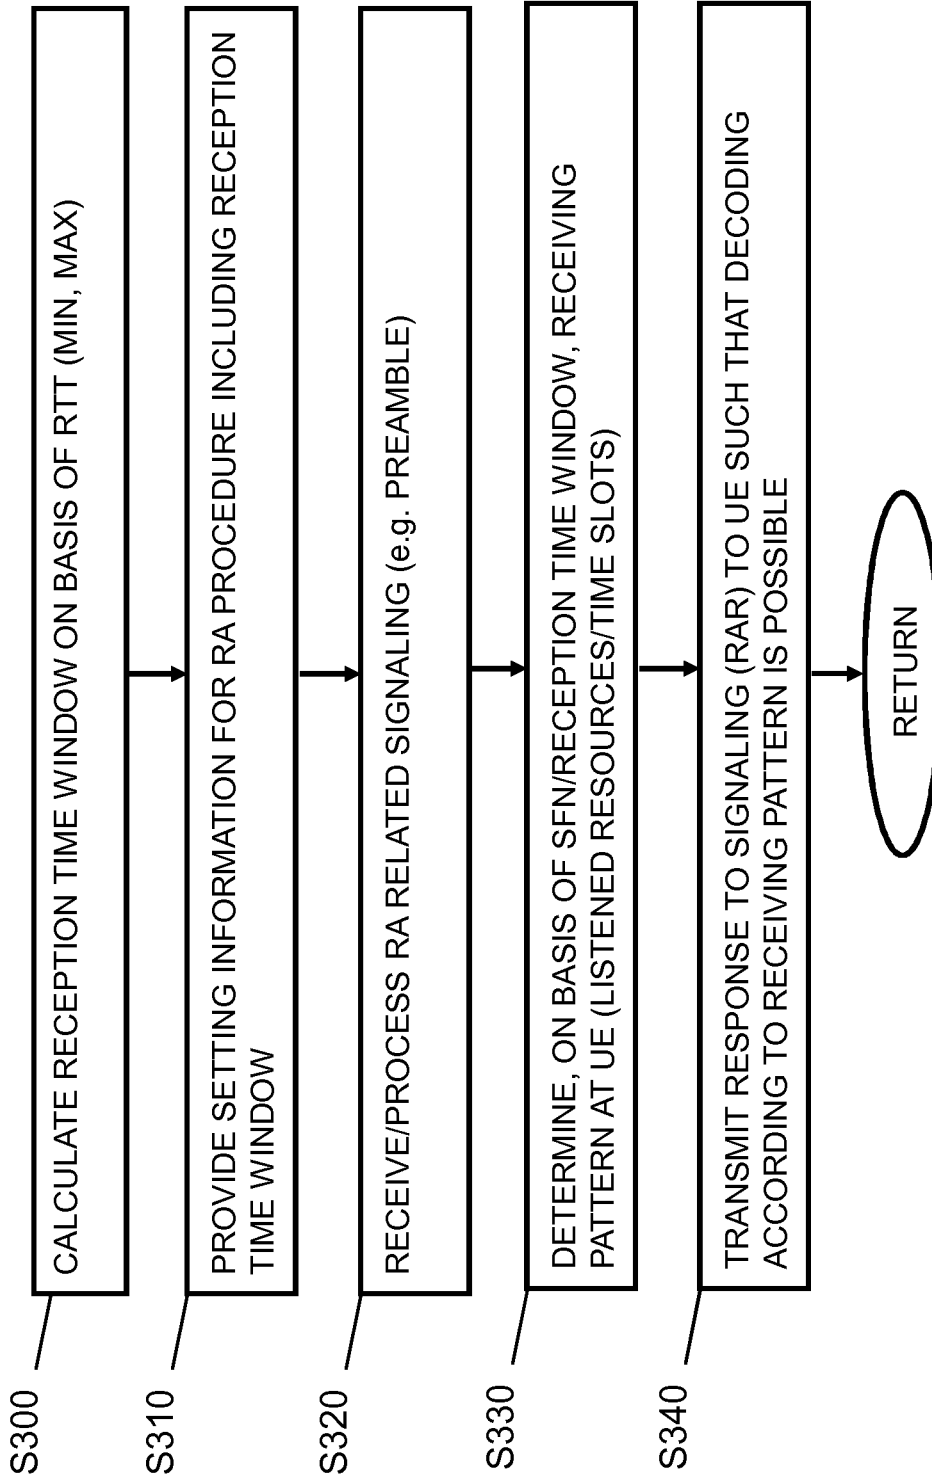 S300
CALCULATE RECEPTION TIME WINDOW ON BASIS OF RTT (MIN, MAX)
S310
PROVIDE SETTING INFORMATION FOR RA PROCEDURE INCLUDING RECEPTION
TIME WINDOW
S320
RECEIVE/PROCESS RA RELATED SIGNALING (e.g. PREAMBLE)
S330
DETERMINE, ON BASIS OF SFN/RECEPTION TIME WINDOW, RECEIVING
PATTERN AT UE (LISTENED RESOURCES/TIME SLOTS)
S340
TRANSMIT RESPONSE TO SIGNALING (RAR) TO UE SUCH THAT DECODING
ACCORDING TO RECEIVING PATTERN IS POSSIBLE
RETURN